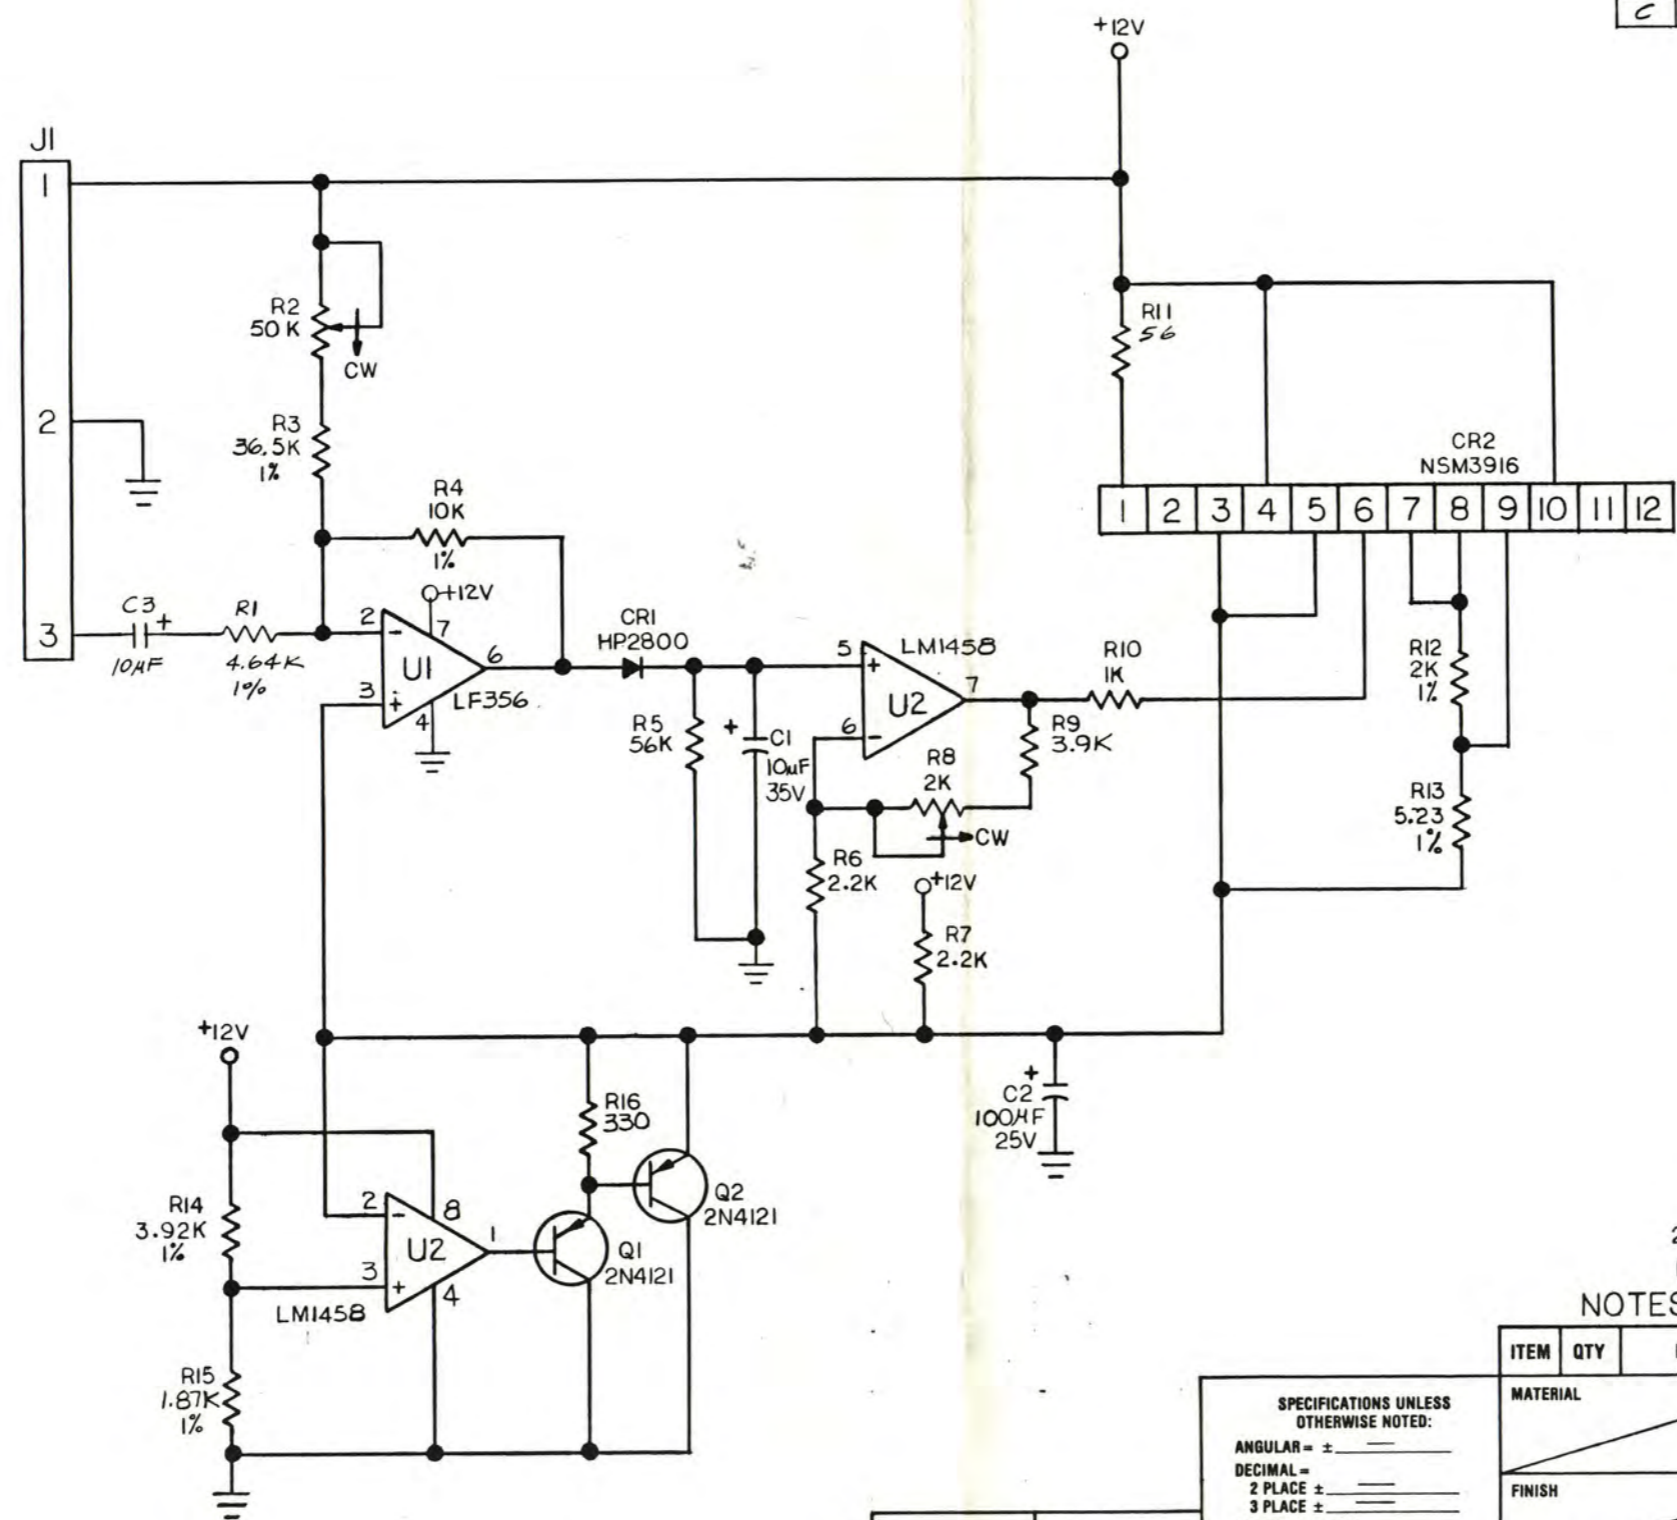 C
+12V
J1
1
2
3
R2
50K
CW
R3
36.5K
1%
R4
10K
1%
C3
+
10µF
R1
4.64K
1%
+12V
2
-
7
U1
6
3
+
4
LF356
CR1
HP2800
R5
56K
+
C1
10µF
35V
LM1458
5
+
U2
7
6
-
R10
1K
R9
3.9K
R8
2K
CW
R6
2.2K
+12V
R7
2.2K
R11
56
CR2
NSM3916
1 2 3 4 5 6 7 8 9 10 11 12
R12
2K
1%
R13
5.23
1%
+
C2
100µF
25V
+12V
R14
3.92K
1%
R15
1.87K
1%
2
-
8
U2
1
3
+
4
LM1458
R16
330
Q1
2N4121
Q2
2N4121
NOTES
ITEM QTY
MATERIAL
FINISH
SPECIFICATIONS UNLESS
OTHERWISE NOTED:
ANGULAR= ± —
DECIMAL=
2 PLACE ± —
3 PLACE ± —